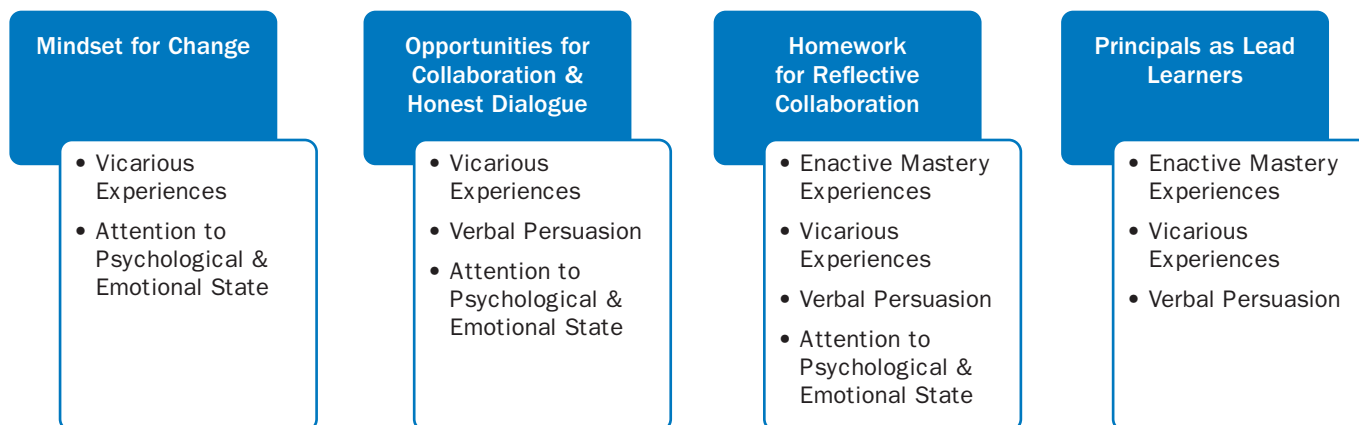 Mindset for Change
• Vicarious
Experiences
• Attention to
Psychological &
Emotional State
Opportunities for
Collaboration &
Honest Dialogue
• Vicarious
Experiences
• Verbal Persuasion
• Attention to
Psychological &
Emotional State
Homework
for Reflective
Collaboration
• Enactive Mastery
Experiences
• Vicarious
Experiences
• Verbal Persuasion
• Attention to
Psychological &
Emotional State
Principals as Lead
Learners
• Enactive Mastery
Experiences
• Vicarious
Experiences
• Verbal Persuasion